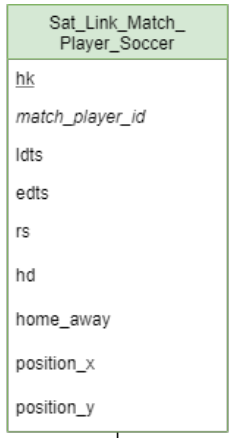 Sat_Link_Match_
Player_Soccer
hk
match_player_id
ldts
edts
rs
hd
home_away
position_x
position_y